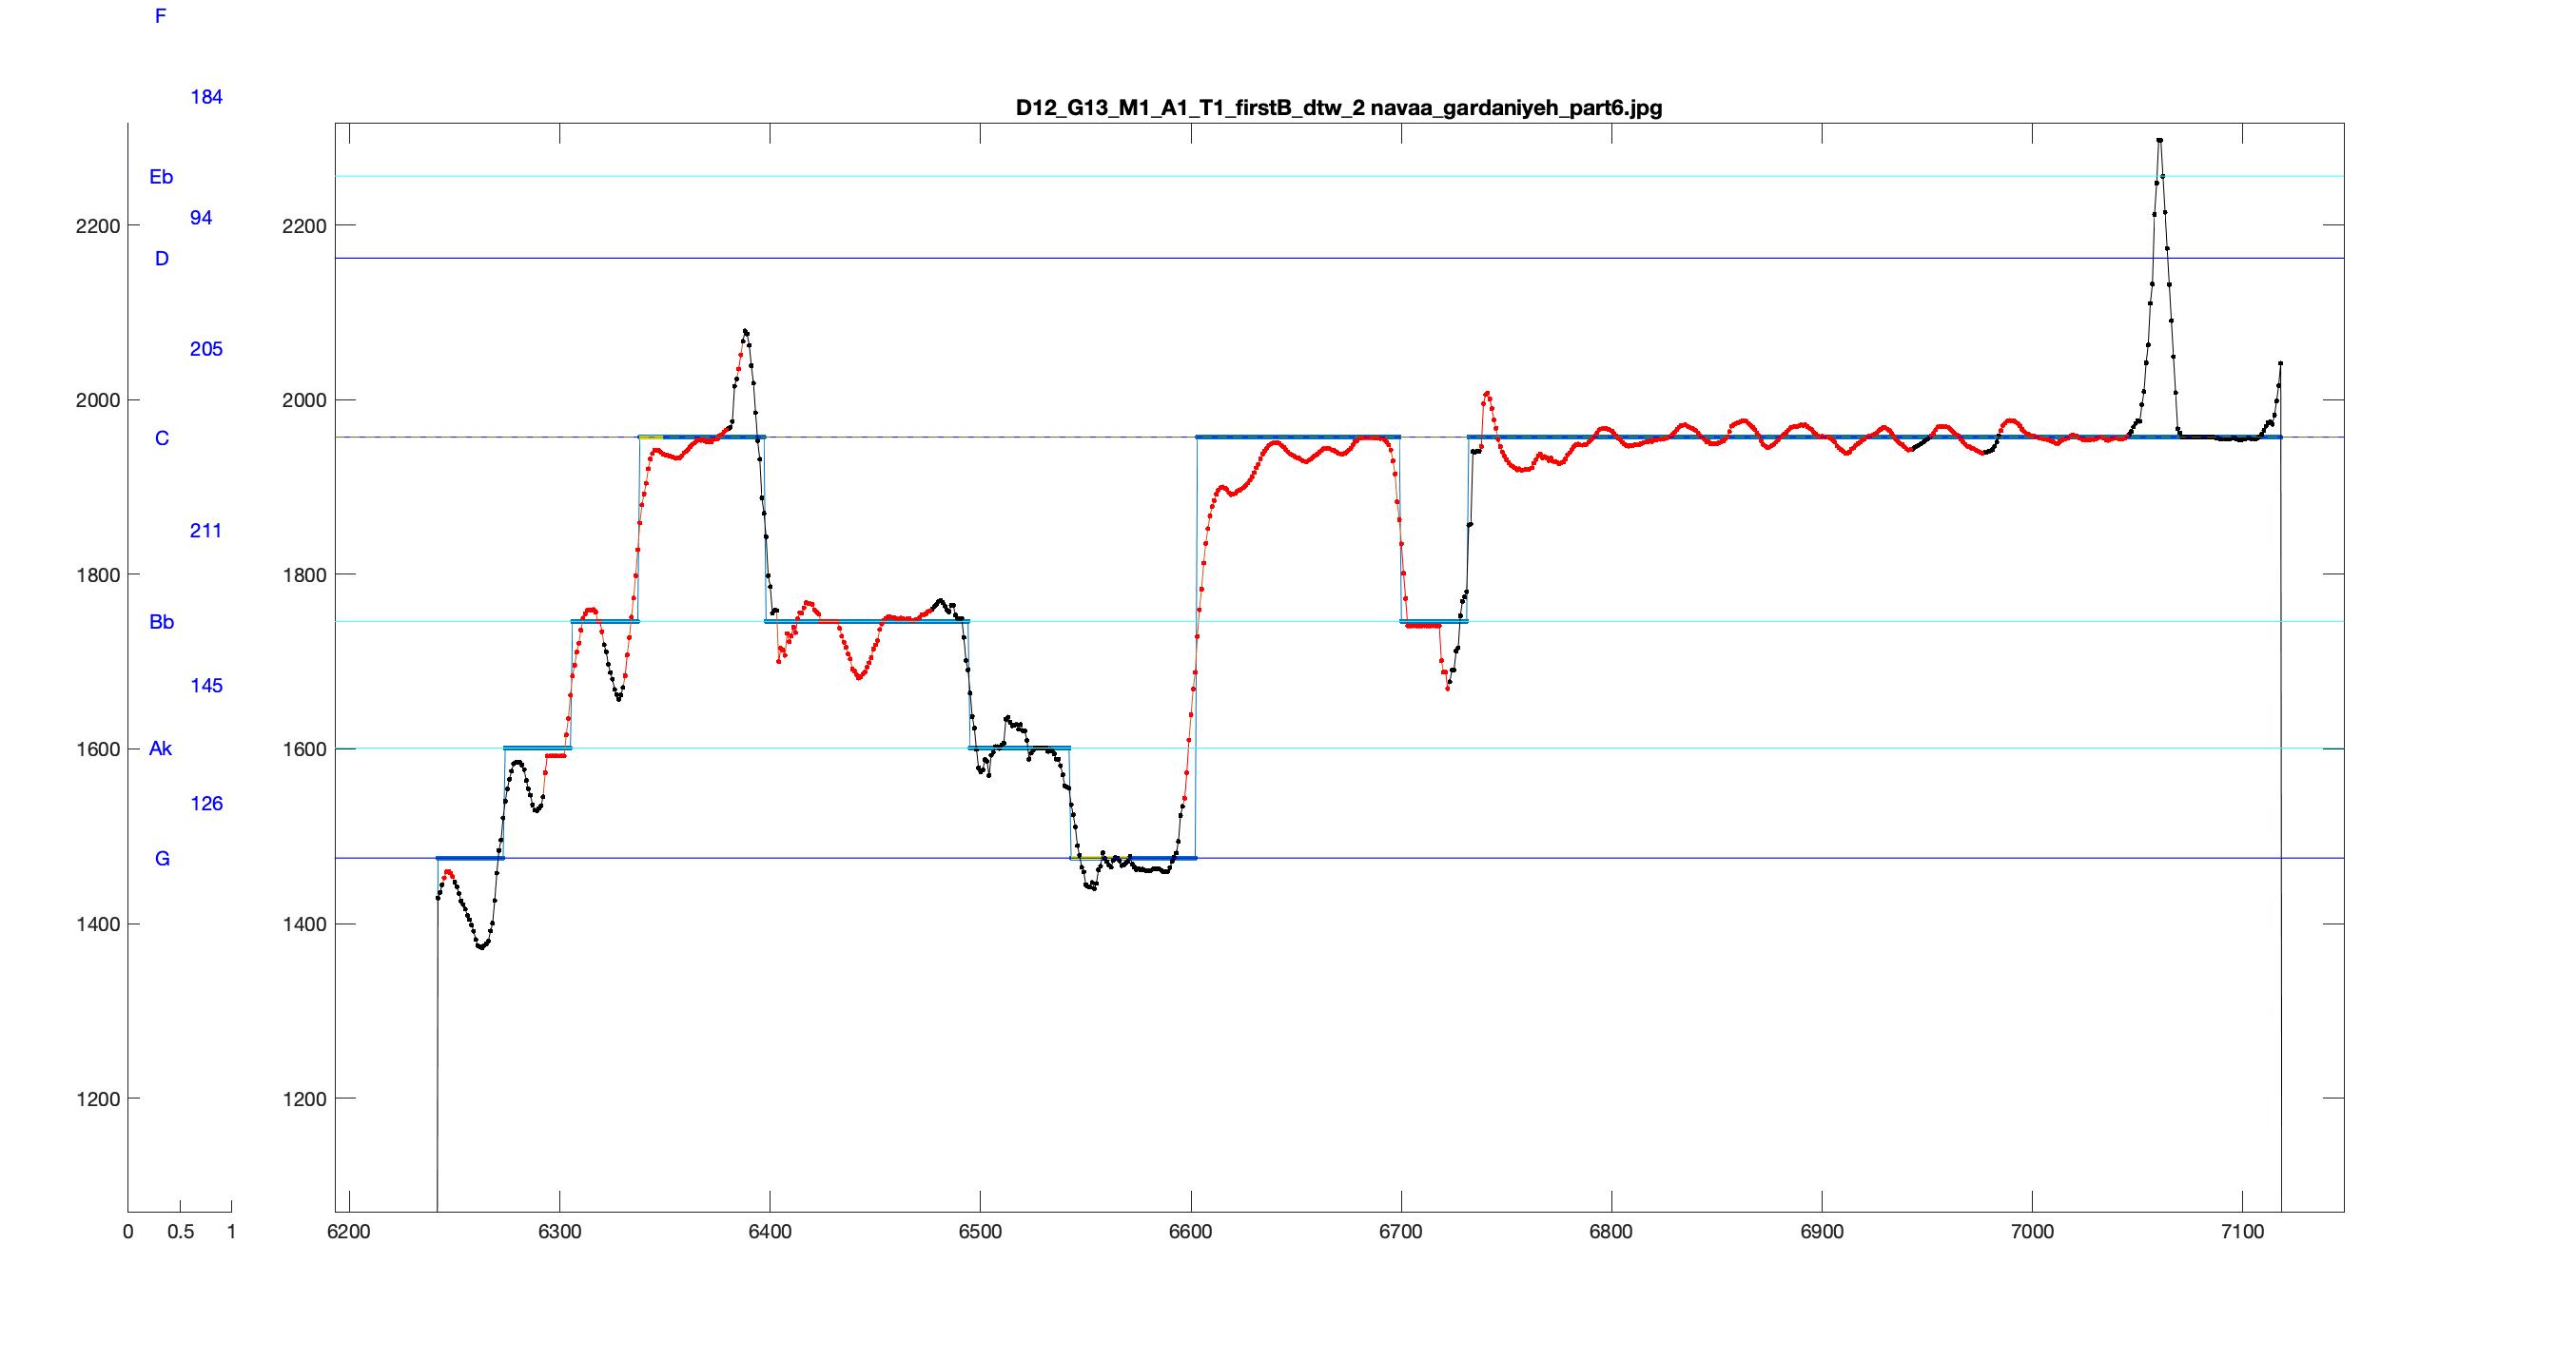 F
184
D12_G13_M1_A1_T1_firstB_dtw_2 navaa_gardaniyeh_part6.jpg
Eb
94
2200 2200
D
205
2000 2000
C
211
1800 1800
Bb
145
1600 Ak 1600
126
G
1400 1400
1200 1200
0 0.5 1 6200 6300 6400 6500 6600 6700 6800 6900 7000 7100